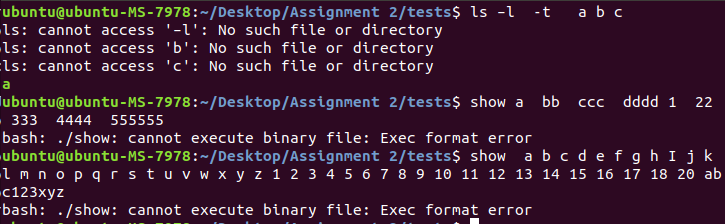 ubuntu@ubuntu-MS-7978:~/Desktop/Assignment 2/tests$ ls –l -t a b c
ls: cannot access '–l': No such file or directory
ls: cannot access 'b': No such file or directory
ls: cannot access 'c': No such file or directory
a
ubuntu@ubuntu-MS-7978:~/Desktop/Assignment 2/tests$ show a bb ccc dddd 1 22
333 4444 555555
bash: ./show: cannot execute binary file: Exec format error
ubuntu@ubuntu-MS-7978:~/Desktop/Assignment 2/tests$ show a b c d e f g h I j k
l m n o p q r s t u v w x y z 1 2 3 4 5 6 7 8 9 10 11 12 13 14 15 16 17 18 20 ab
c123xyz
bash: ./show: cannot execute binary file: Exec format error